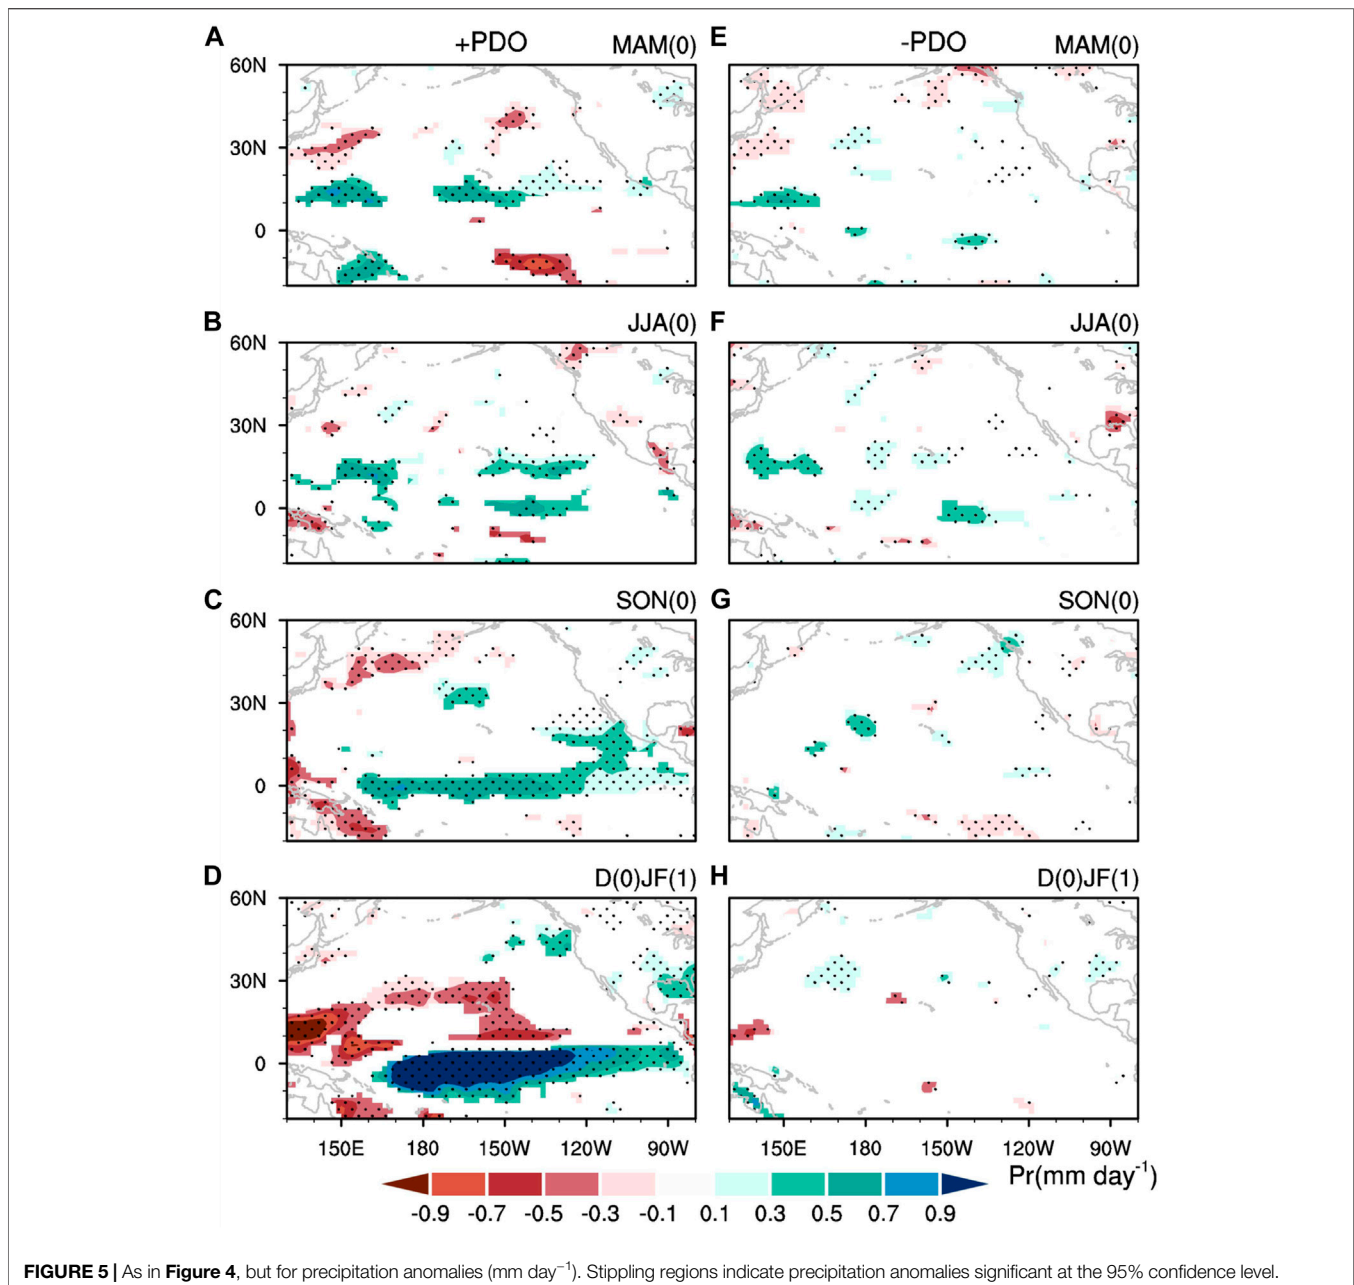 A +PDO MAM(0) E -PDO MAM(0)
60N
30N
0
B JJA(0) F JJA(0)
60N
30N
0
C SON(0) G SON(0)
60N
30N
0
D D(0)JF(1) H D(0)JF(1)
60N
30N
0
150E 180 150W 120W 90W 150E 180 150W 120W 90W
Pr(mm day⁻¹)
-0.9 -0.7 -0.5 -0.3 -0.1 0.1 0.3 0.5 0.7 0.9
FIGURE 5 | As in Figure 4, but for precipitation anomalies (mm day⁻¹). Stippling regions indicate precipitation anomalies significant at the 95% confidence level.